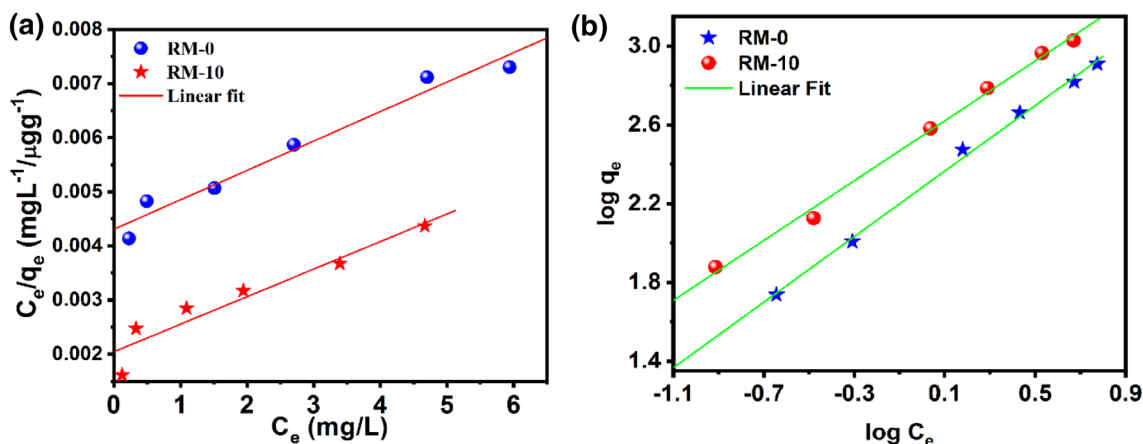 (a)
0.008
0.007
0.006
0.005
0.004
0.003
0.002
Cₑ/qₑ (mgL⁻¹/µgg⁻¹)
RM-0
RM-10
Linear fit
0 1 2 3 4 5 6
Cₑ (mg/L)
(b)
3.0
2.6
2.2
1.8
1.4
log qₑ
RM-0
RM-10
Linear Fit
-1.1 -0.7 -0.3 0.1 0.5 0.9
log Cₑ